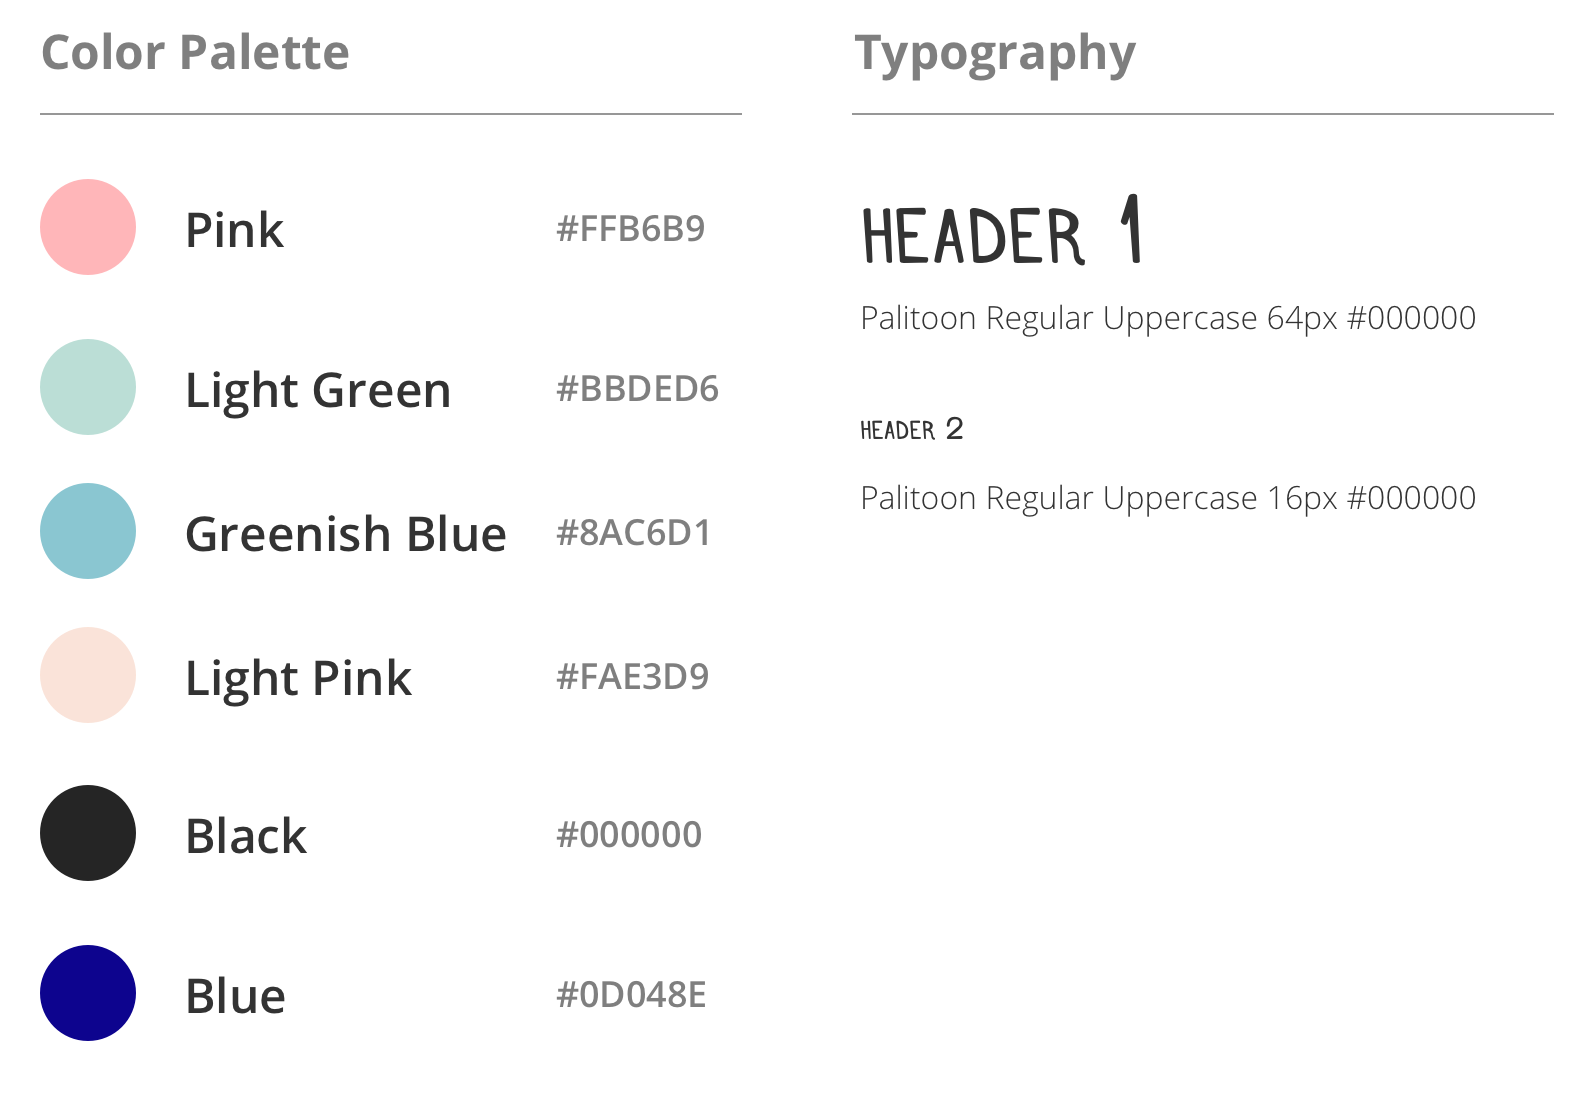 Color Palette
Pink #FFB6B9
Light Green #BBDED6
Greenish Blue #8AC6D1
Light Pink #FAE3D9
Black #000000
Blue #0D048E
Typography
HEADER 1
Palitoon Regular Uppercase 64px #000000
HEADER 2
Palitoon Regular Uppercase 16px #000000